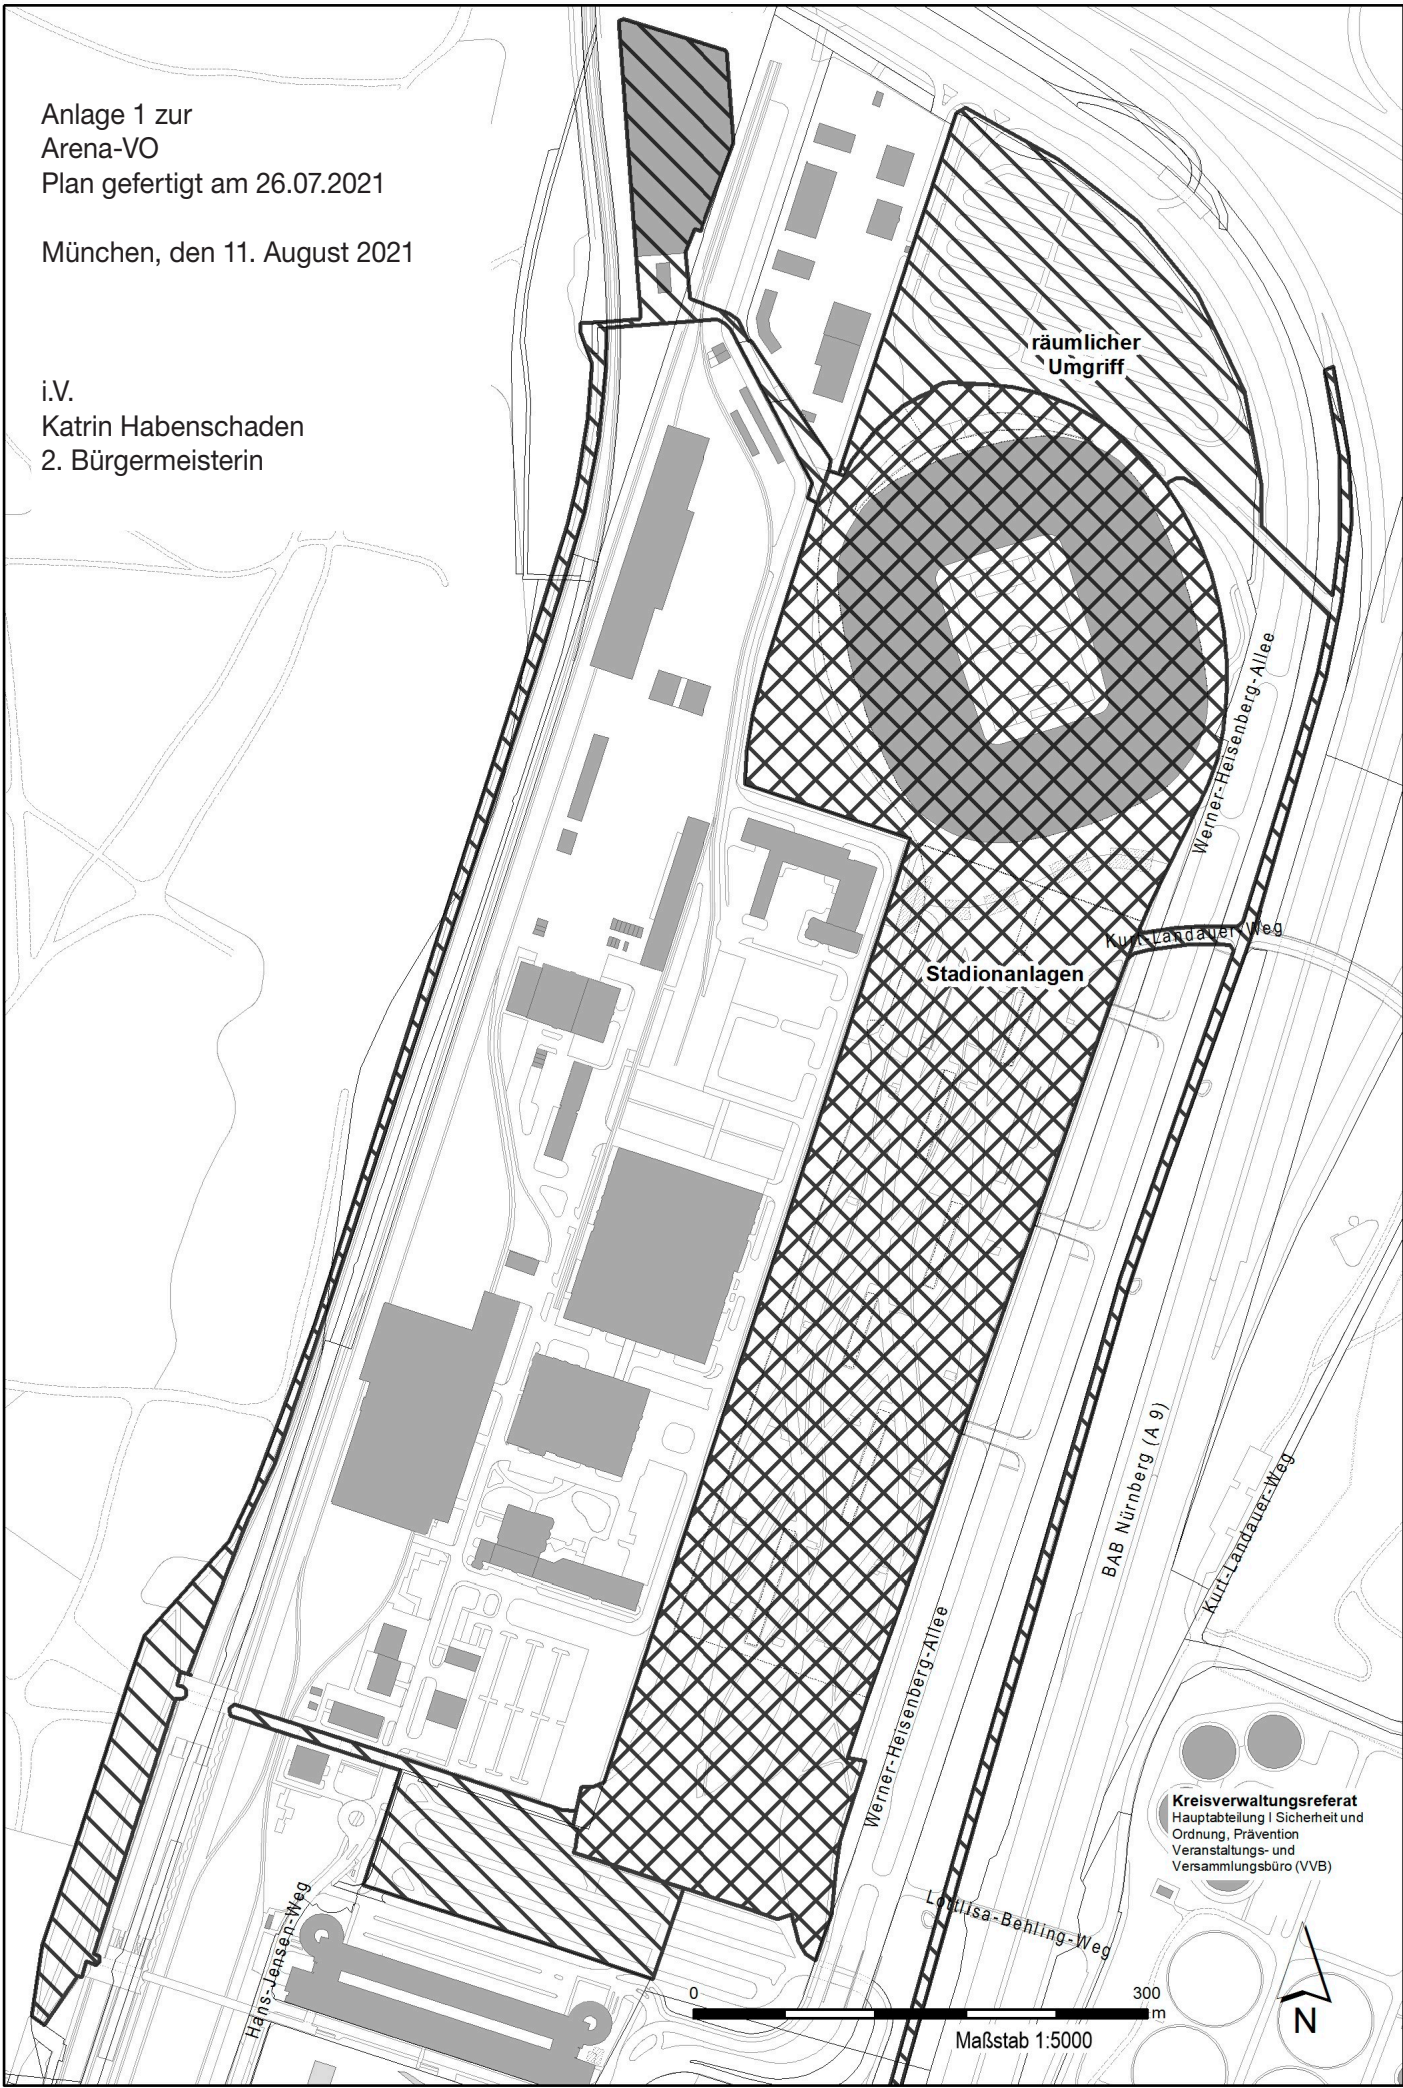 Anlage 1 zur
Arena-VO
Plan gefertigt am 26.07.2021
München, den 11. August 2021
i.V.
Katrin Habenschaden
2. Bürgermeisterin
räumlicher
Umgriff
Werner-Heisenberg-Allee
Kurt-Landauer-Weg
Stadionanlagen
BAB Nürnberg (A 9)
Kurt-Landauer-Weg
Werner-Heisenberg-Allee
Kreisverwaltungsreferat
Hauptabteilung I Sicherheit und
Ordnung, Prävention
Veranstaltungs- und
Versammlungsbüro (VVB)
Lottlisa-Behling-Weg
Hans-Jensen-Weg
0
300
m
Maßstab 1:5000
N